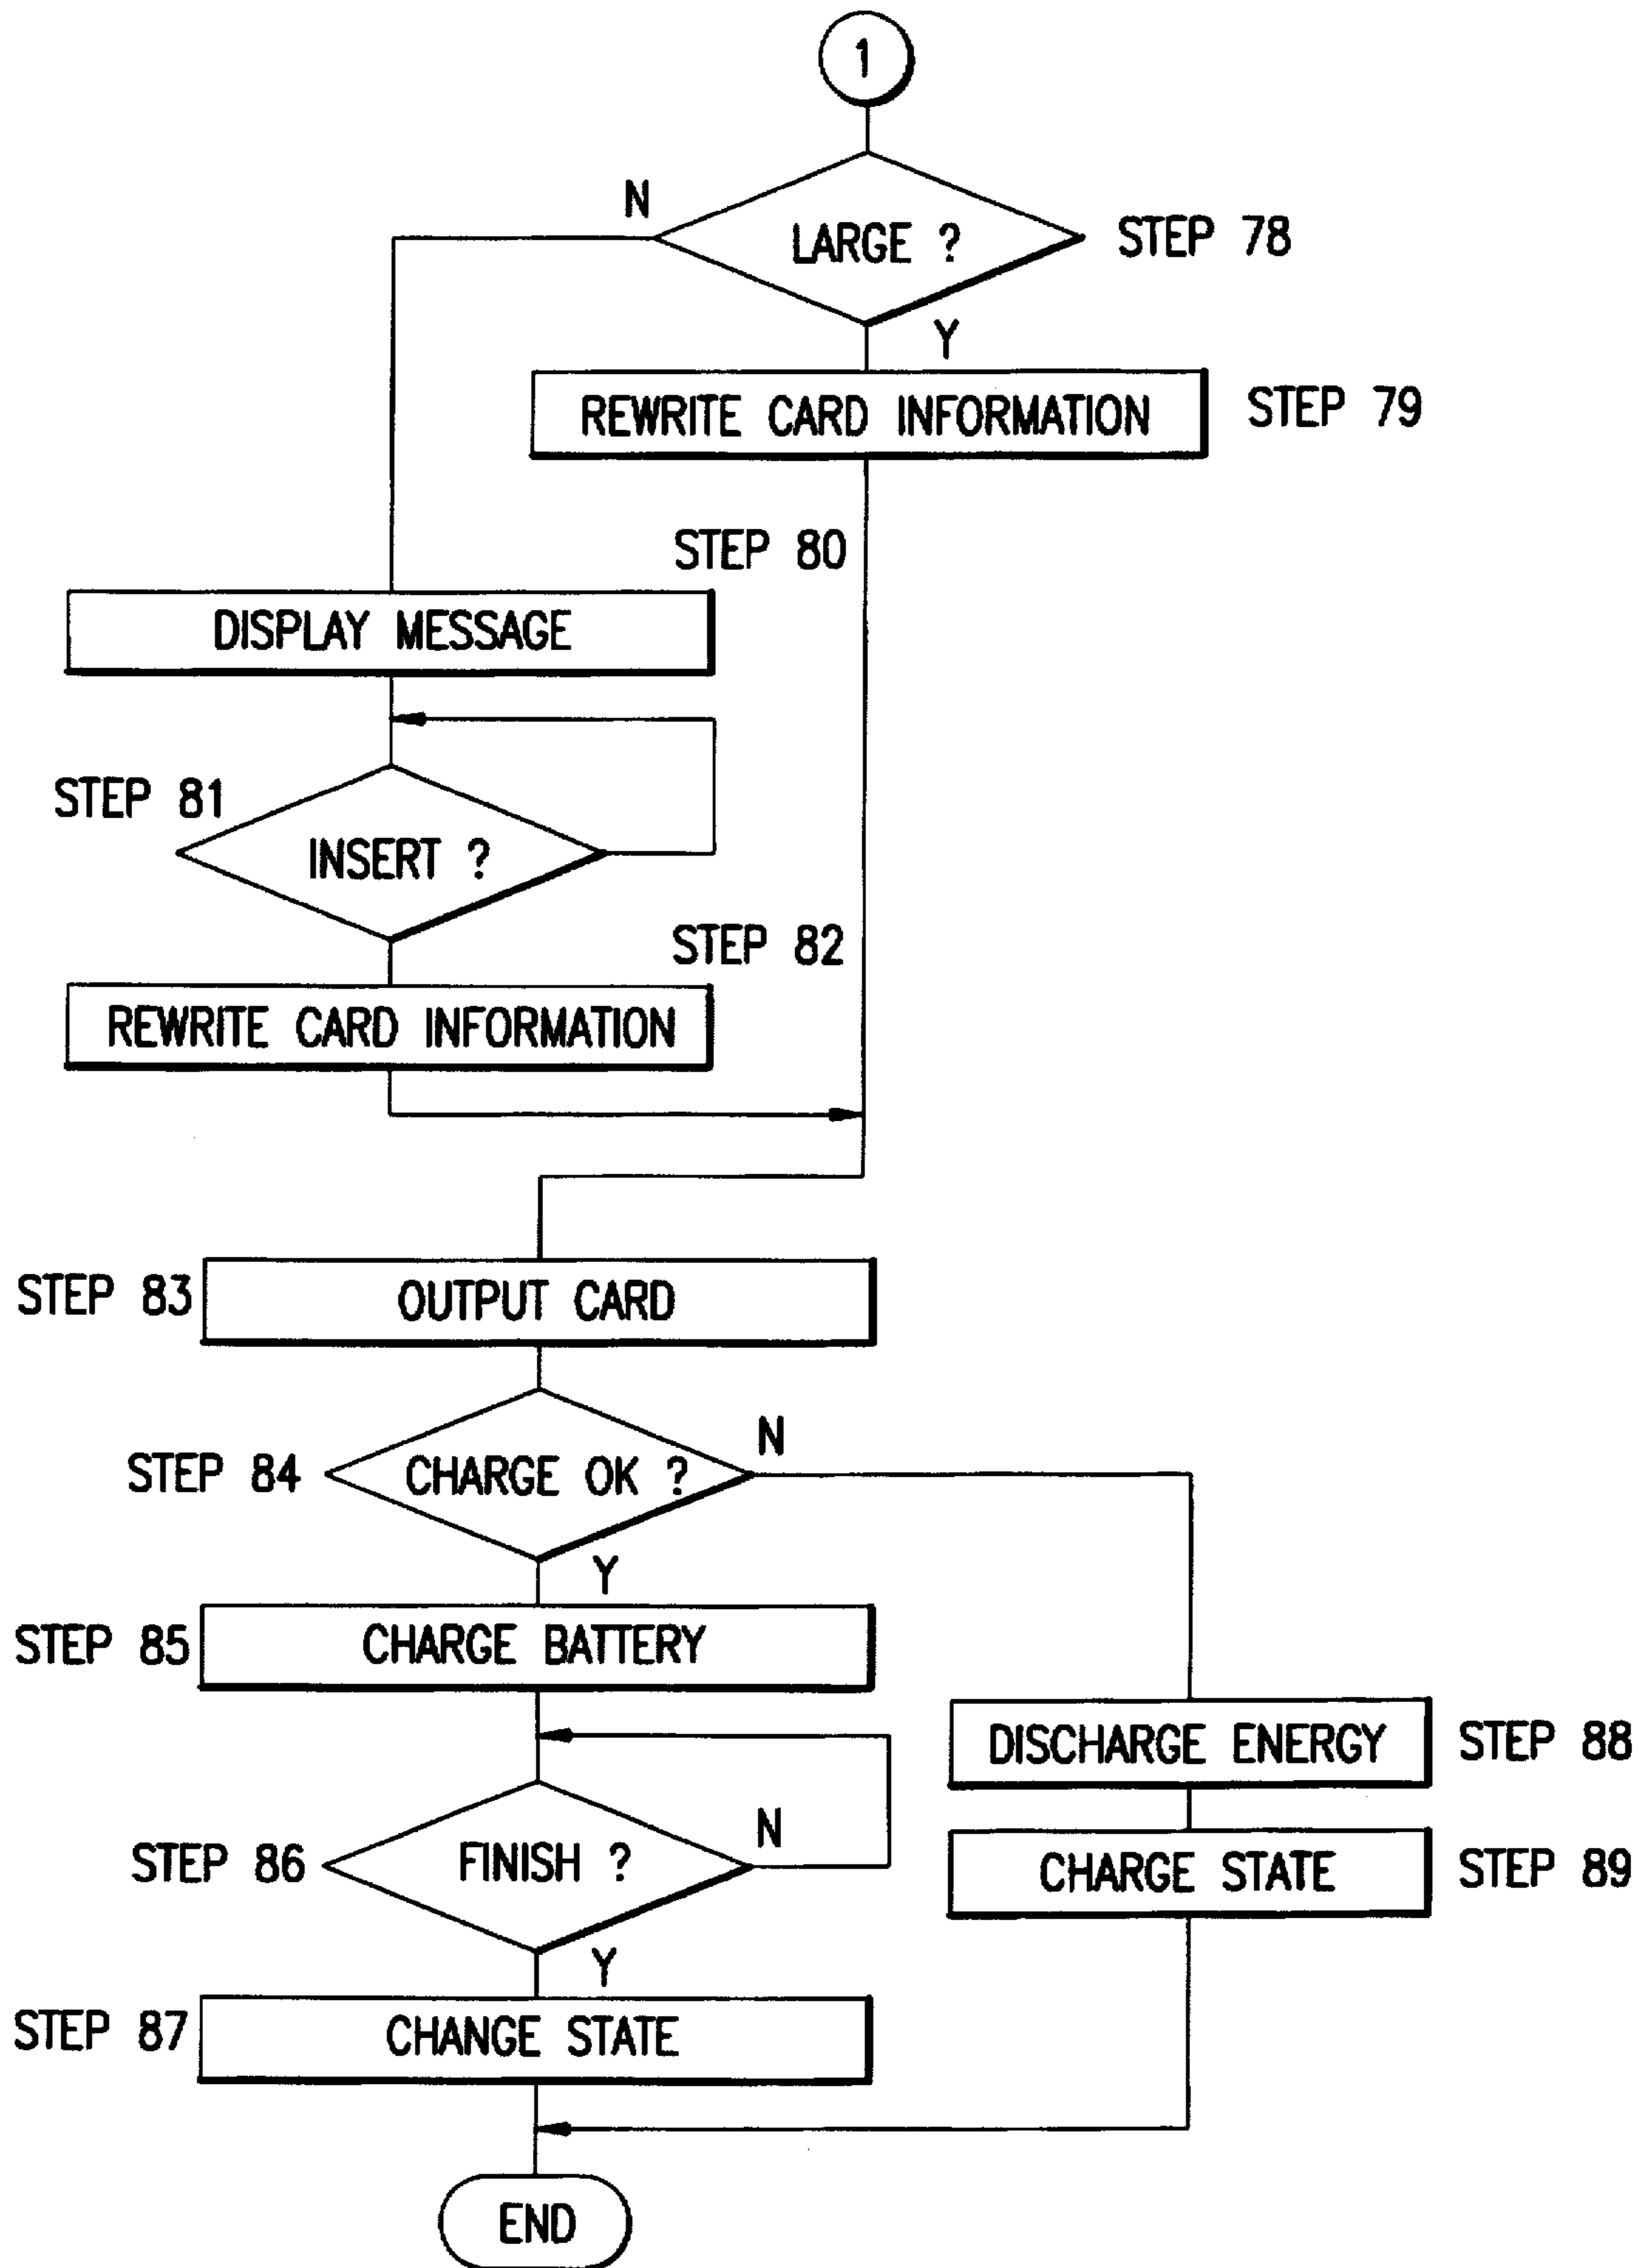 1
N
LARGE ?
STEP 78
Y
REWRITE CARD INFORMATION
STEP 79
STEP 80
DISPLAY MESSAGE
STEP 81
INSERT ?
STEP 82
REWRITE CARD INFORMATION
STEP 83
OUTPUT CARD
N
STEP 84
CHARGE OK ?
Y
STEP 85
CHARGE BATTERY
DISCHARGE ENERGY
STEP 88
N
STEP 86
FINISH ?
CHARGE STATE
STEP 89
Y
STEP 87
CHANGE STATE
END